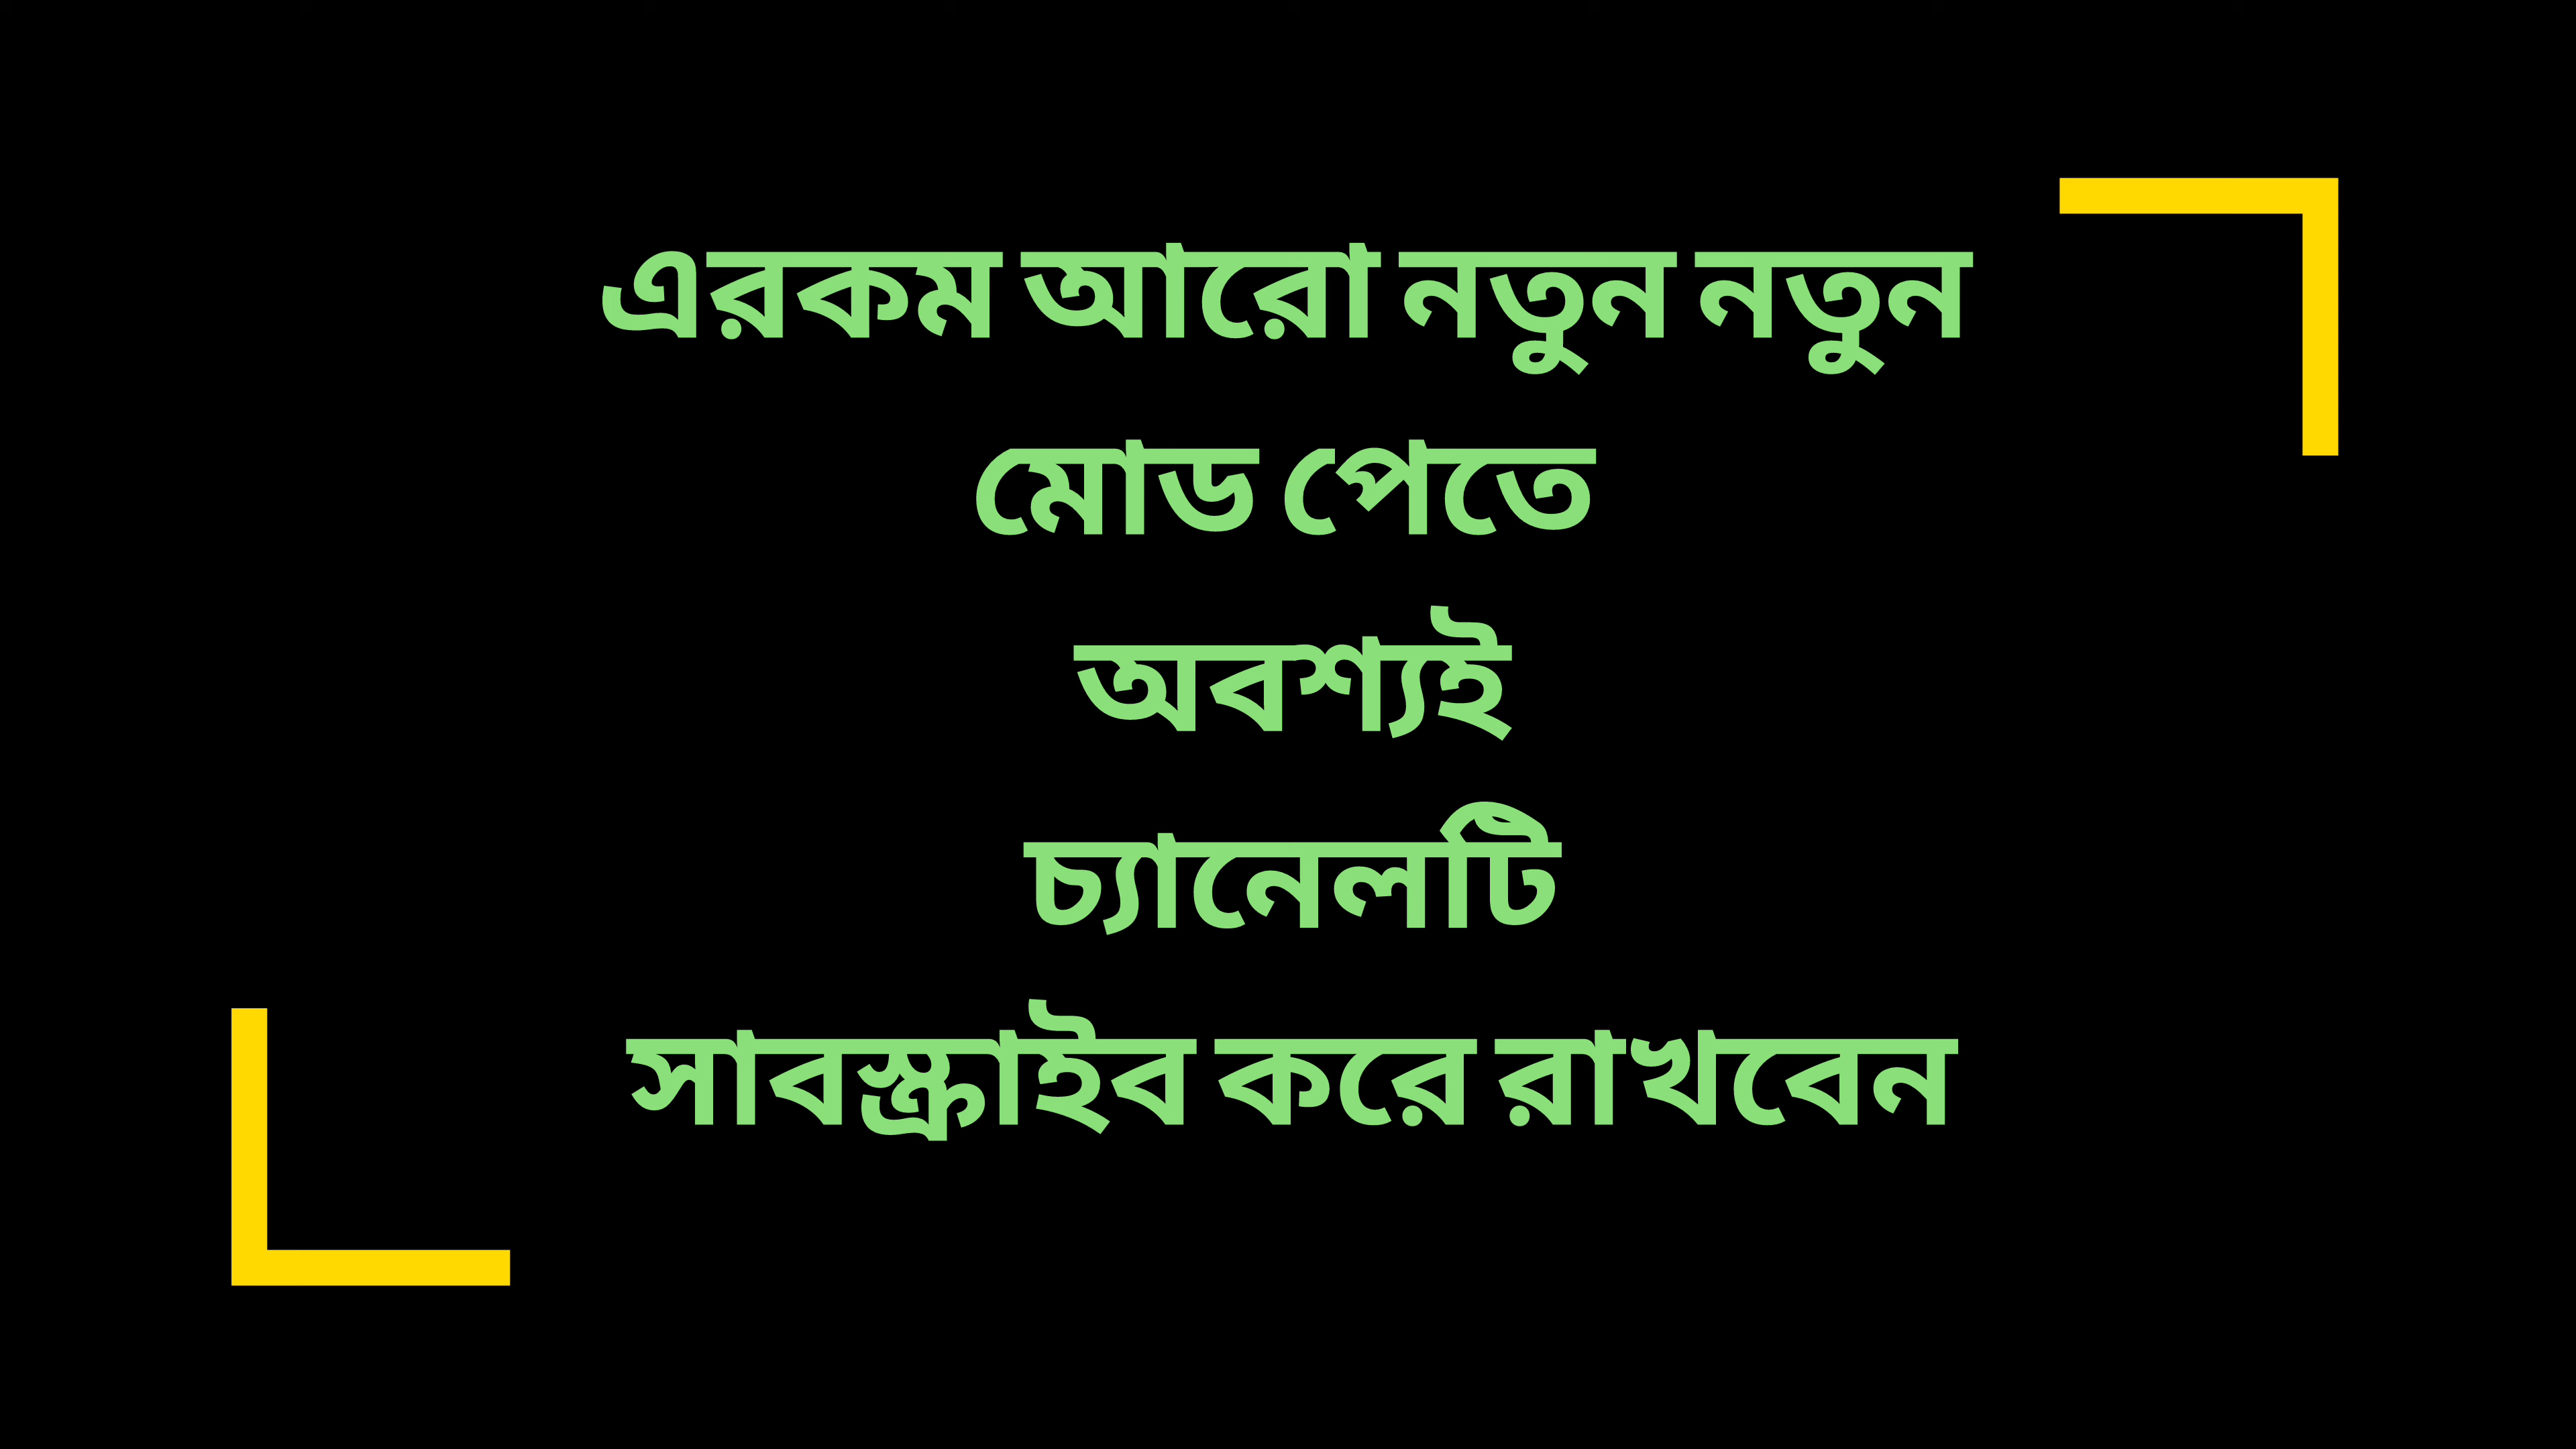 এরকম আরো নতুন নতুন
মোড পেতে
অবশ্যই
চ্যানেলটি
সাবস্ক্রাইব করে রাখবেন